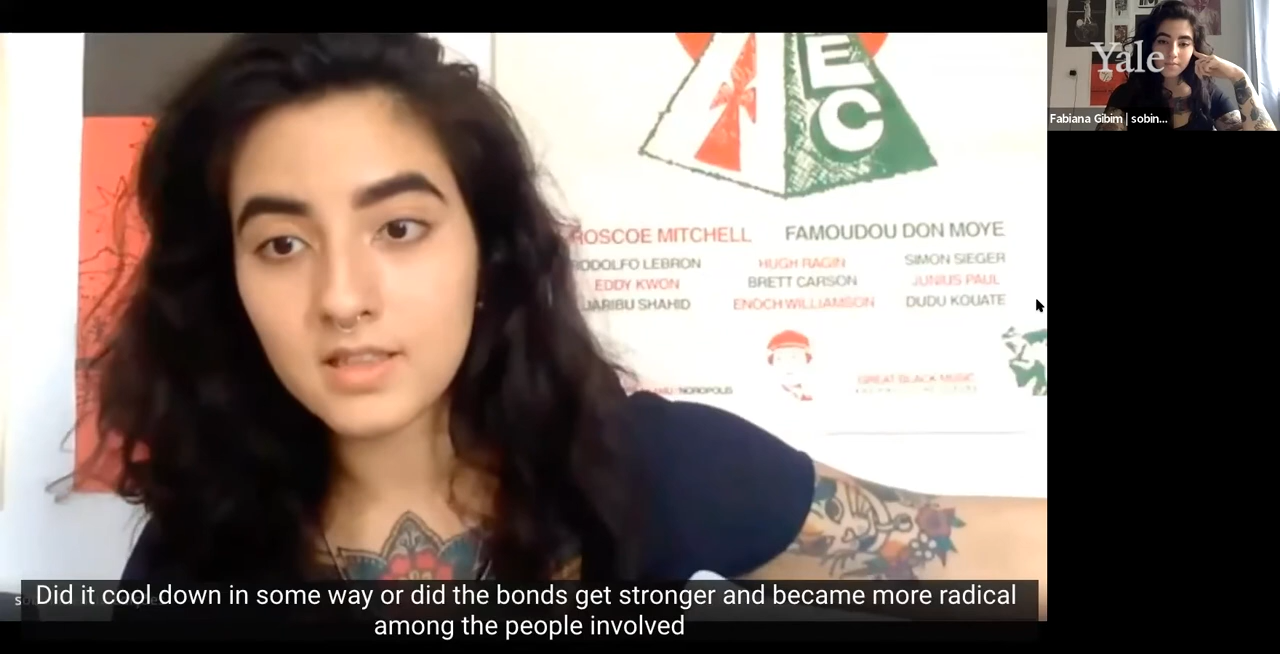 Yale
Fabiana Gibim | sobin...
E
C
ROSCOE MITCHELL FAMOUDOU DON MOYE
RODOLFO LEBRON HUGH RAGIN SIMON SIEGER
EDDY KWON BRETT CARSON JUNIUS PAUL
JARIBU SHAHID ENOCH WILLIAMSON DUDU KOUATE
NOROPOLIS
GREAT BLACK MUSIC
Did it cool down in some way or did the bonds get stronger and became more radical
among the people involved